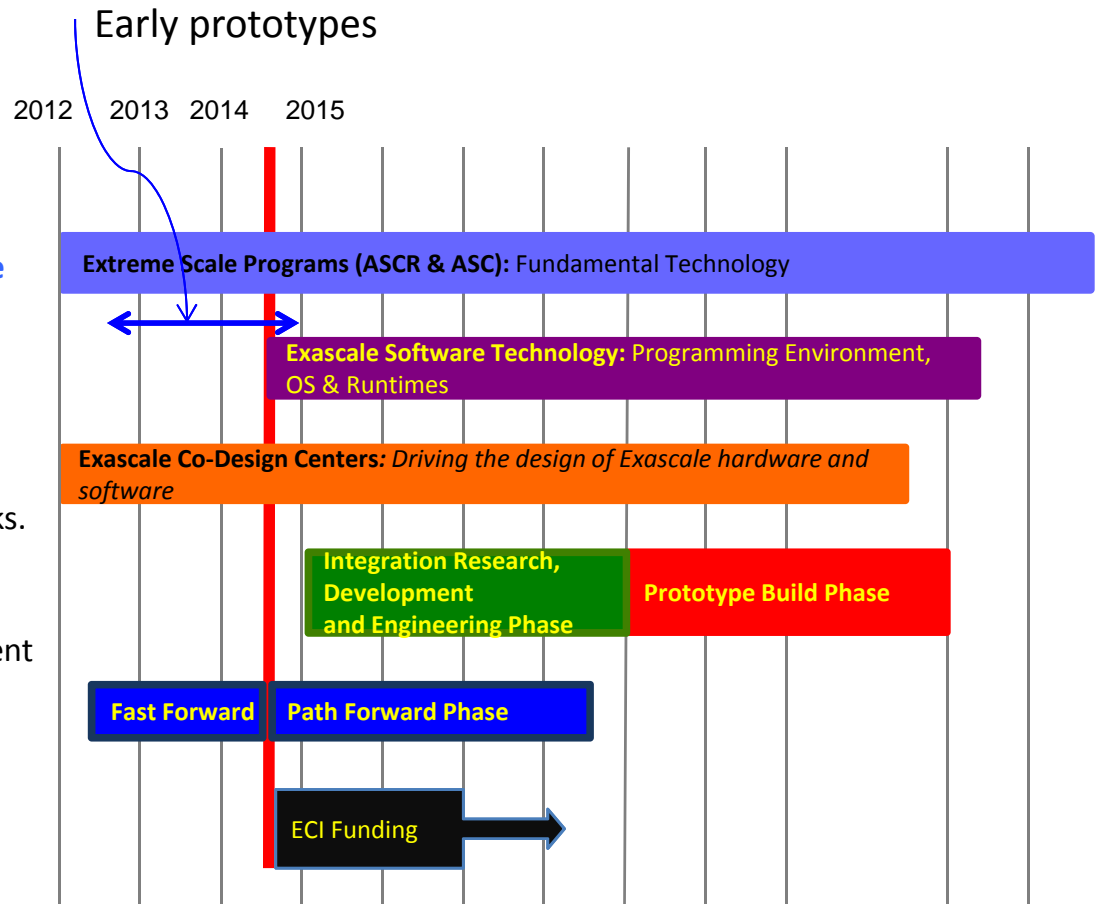 Early prototypes
2012 2013 2014 2015
e
Extreme Scale Programs (ASCR & ASC): Fundamental Technology
Exascale Software Technology: Programming Environment,
OS & Runtimes
Exascale Co-Design Centers: Driving the design of Exascale hardware and
software
ks.
Integration Research,
Development
and Engineering Phase
Prototype Build Phase
ent
Fast Forward
Path Forward Phase
ECI Funding